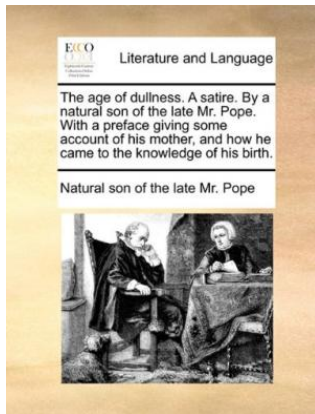 ECCO
Literature and Language
The age of dullness. A satire. By a
natural son of the late Mr. Pope.
With a preface giving some
account of his mother, and how he
came to the knowledge of his birth.
Natural son of the late Mr. Pope